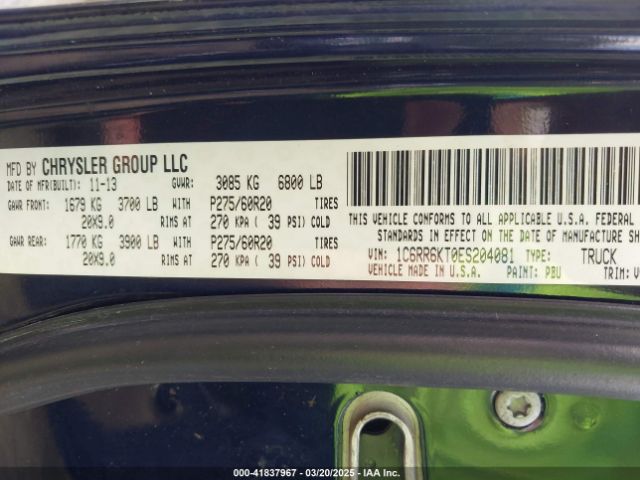 MFD BY CHRYSLER GROUP LLC
DATE OF MFR(BUILT): 11-13 GVWR: 3085 KG 6800 LB
GAWR FRONT: 1679 KG 3700 LB WITH P275/60R20 TIRES
20X9.0 RIMS AT 270 KPA ( 39 PSI) COLD
GAWR REAR: 1770 KG 3900 LB WITH P275/60R20 TIRES
20X9.0 RIMS AT 270 KPA ( 39 PSI) COLD
THIS VEHICLE CONFORMS TO ALL APPLICABLE U.S.A. FEDERAL
STANDARDS IN EFFECT ON THE DATE OF MANUFACTURE
VIN: 1C6RR6KT0ES204081 TYPE: TRUCK
VEHICLE MADE IN U.S.A. PAINT: PBU TRIM:
000-41837967 - 03/20/2025 - IAA Inc.